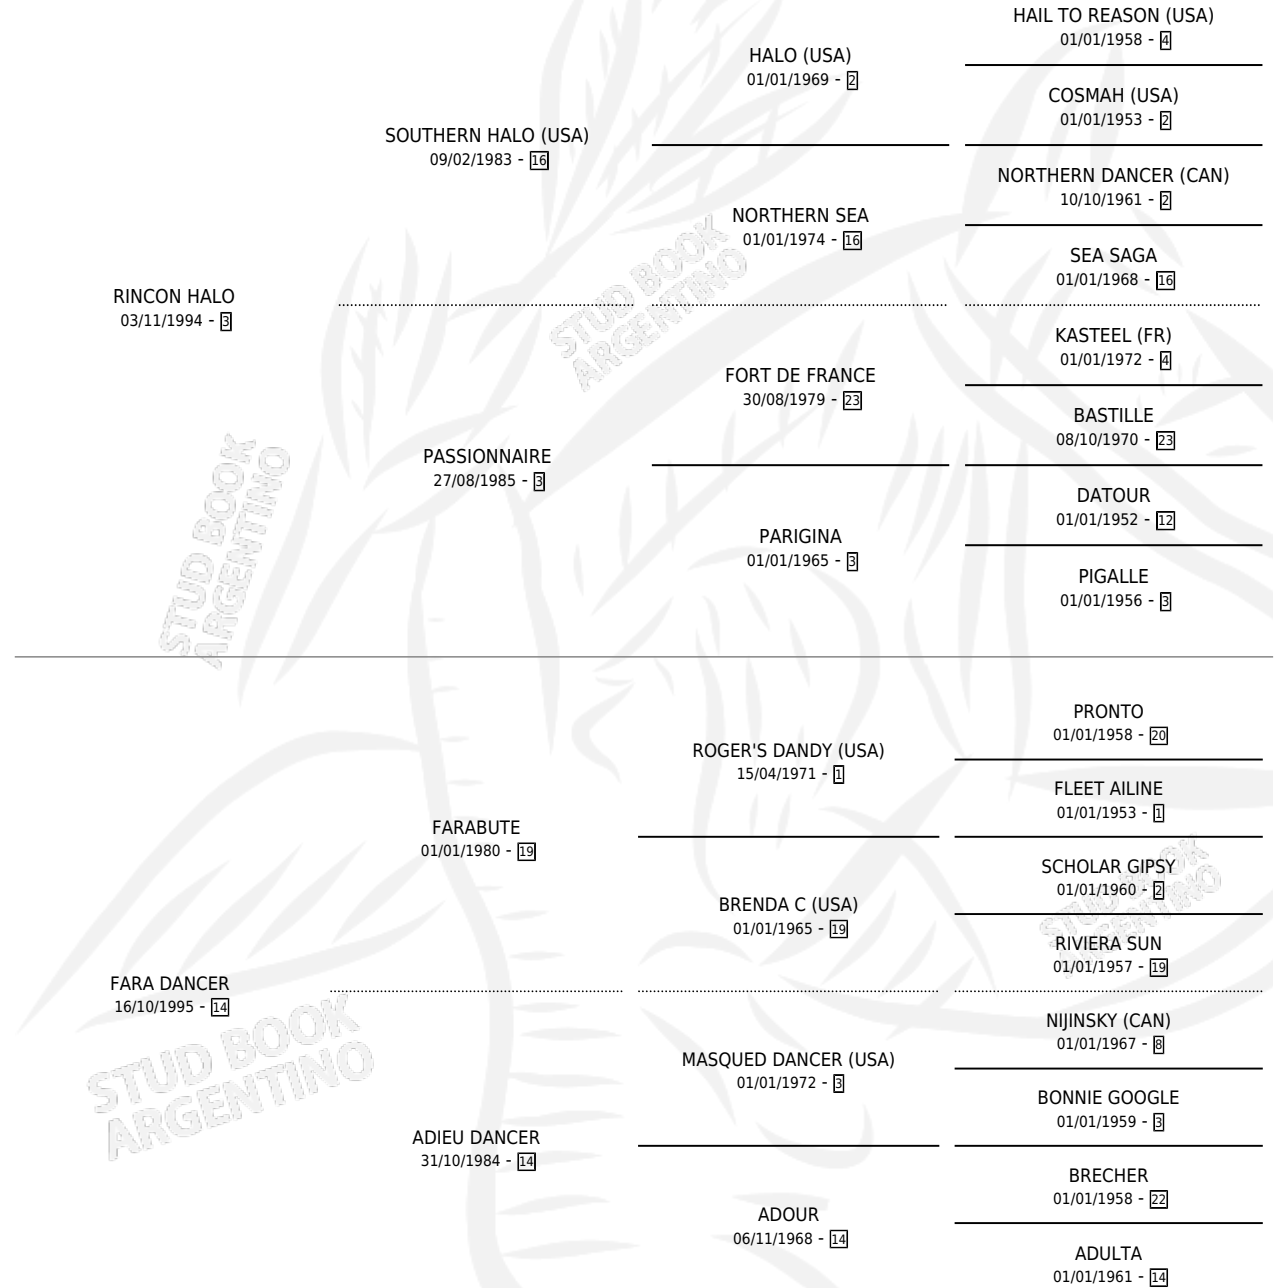 HAIL TO REASON (USA)
01/01/1958 - 4
HALO (USA)
01/01/1969 - 2
COSMAH (USA)
01/01/1953 - 2
SOUTHERN HALO (USA)
09/02/1983 - 16
NORTHERN DANCER (CAN)
10/10/1961 - 2
NORTHERN SEA
01/01/1974 - 16
SEA SAGA
01/01/1968 - 16
RINCON HALO
03/11/1994 - 3
STUD BOOK
ARGENTINO
KASTEEL (FR)
01/01/1972 - 4
FORT DE FRANCE
30/08/1979 - 23
BASTILLE
08/10/1970 - 23
PASSIONNAIRE
27/08/1985 - 3
DATOUR
01/01/1952 - 12
PARIGINA
01/01/1965 - 3
PIGALLE
01/01/1956 - 3
STUD BOOK
ARGENTINO
PRONTO
01/01/1958 - 20
ROGER'S DANDY (USA)
15/04/1971 - 1
FLEET AILINE
01/01/1953 - 1
FARABUTE
01/01/1980 - 19
SCHOLAR GIPSY
01/01/1960 - 2
BRENDA C (USA)
01/01/1965 - 19
RIVIERA SUN
01/01/1957 - 19
STUD BOOK
ARGENTINO
FARA DANCER
16/10/1995 - 14
NIJINSKY (CAN)
01/01/1967 - 8
MASQUED DANCER (USA)
01/01/1972 - 3
BONNIE GOOGLE
01/01/1959 - 3
STUD BOOK
ARGENTINO
ADIEU DANCER
31/10/1984 - 14
BRECHER
01/01/1958 - 22
ADOUR
06/11/1968 - 14
ADULTA
01/01/1961 - 14